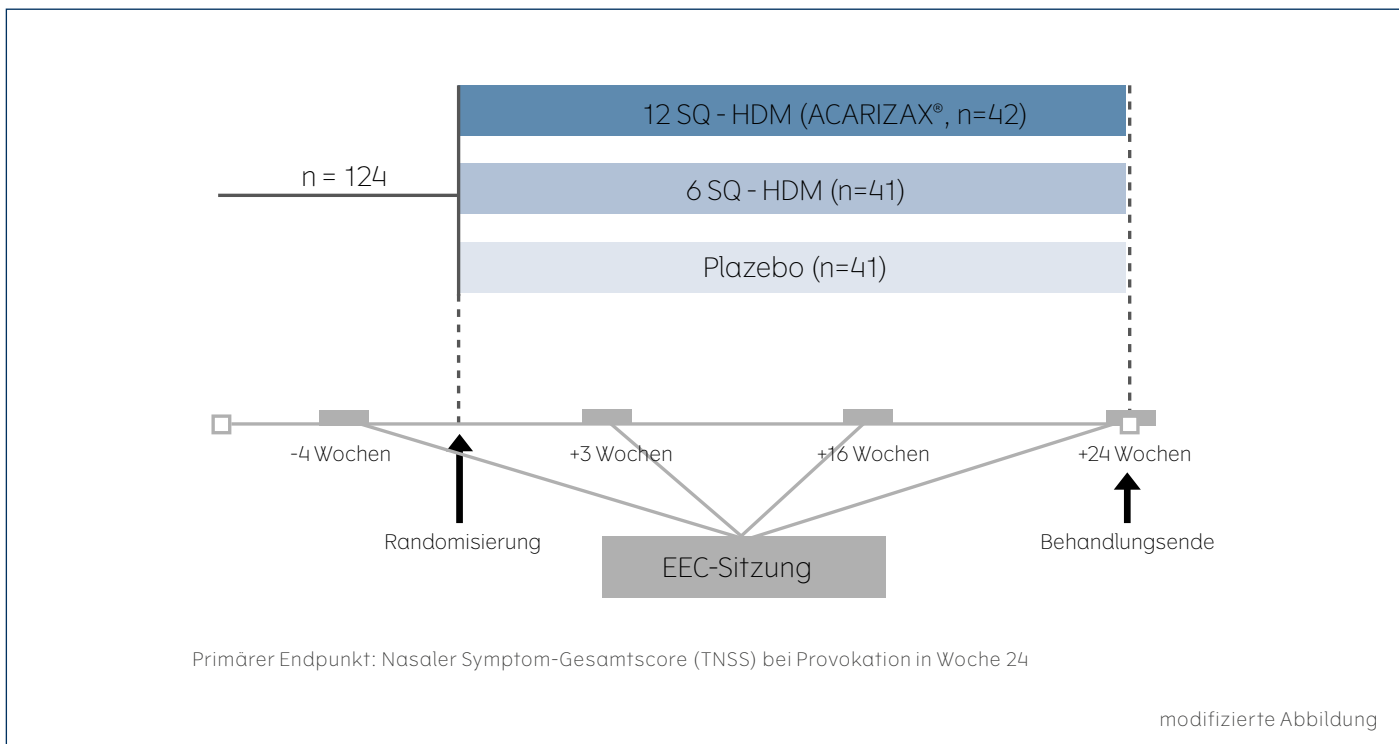 12 SQ - HDM (ACARIZAX®, n=42)
n = 124
6 SQ - HDM (n=41)
Plazebo (n=41)
-4 Wochen
+3 Wochen
+16 Wochen
+24 Wochen
Randomisierung
Behandlungsende
EEC-Sitzung
Primärer Endpunkt: Nasaler Symptom-Gesamtscore (TNSS) bei Provokation in Woche 24
modifizierte Abbildung